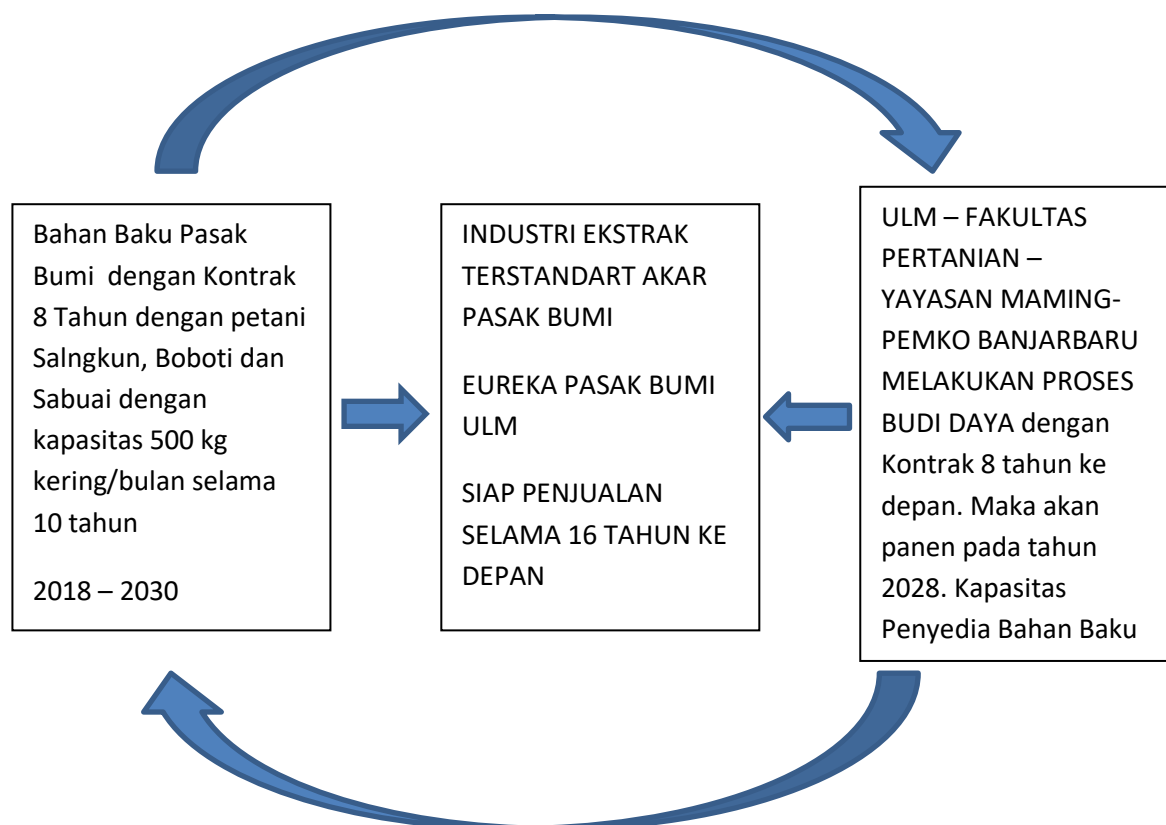 Bahan Baku Pasak
Bumi dengan Kontrak
8 Tahun dengan petani
Salngkun, Boboti dan
Sabuai dengan
kapasitas 500 kg
kering/bulan selama
10 tahun
2018 – 2030
INDUSTRI EKSTRAK
TERSTANDART AKAR
PASAK BUMI
EUREKA PASAK BUMI
ULM
SIAP PENJUALAN
SELAMA 16 TAHUN KE
DEPAN
ULM – FAKULTAS
PERTANIAN –
YAYASAN MAMING-
PEMKO BANJARBARU
MELAKUKAN PROSES
BUDI DAYA dengan
Kontrak 8 tahun ke
depan. Maka akan
panen pada tahun
2028. Kapasitas
Penyedia Bahan Baku